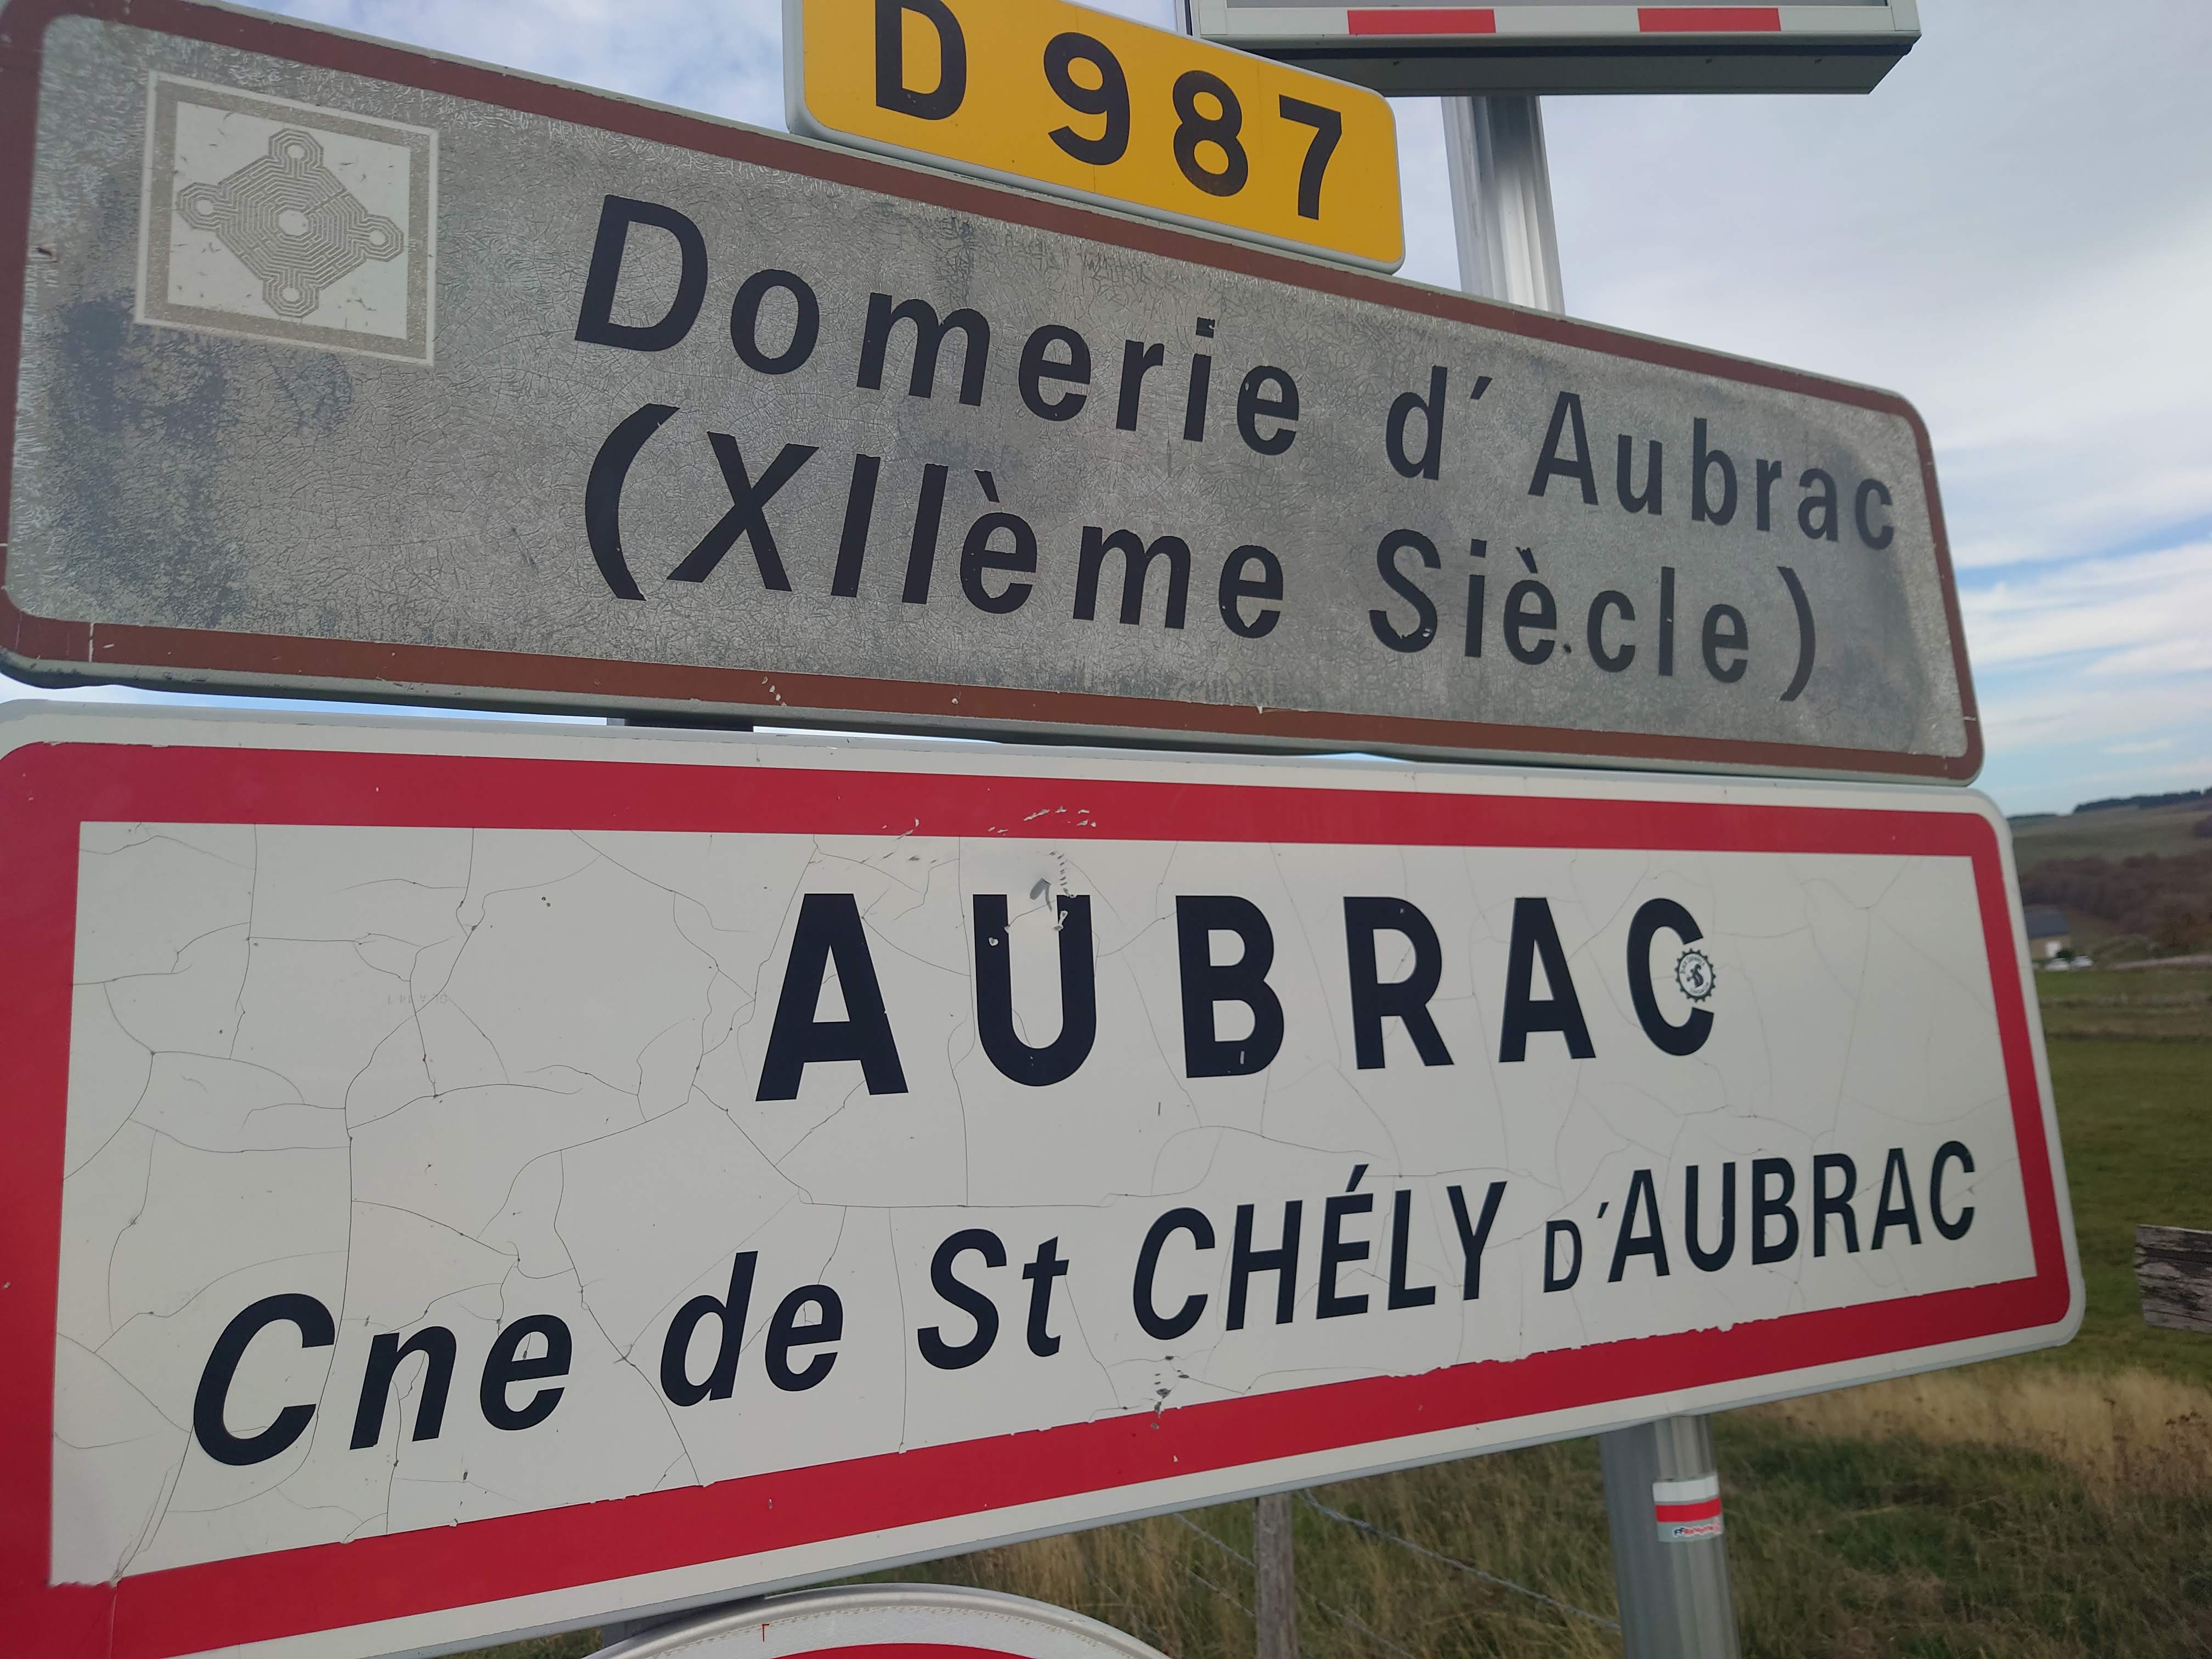 D 987
Domerie d'Aubrac
(XIIème Siècle)
AUBRAC
Cne de St CHÉLY D'AUBRAC